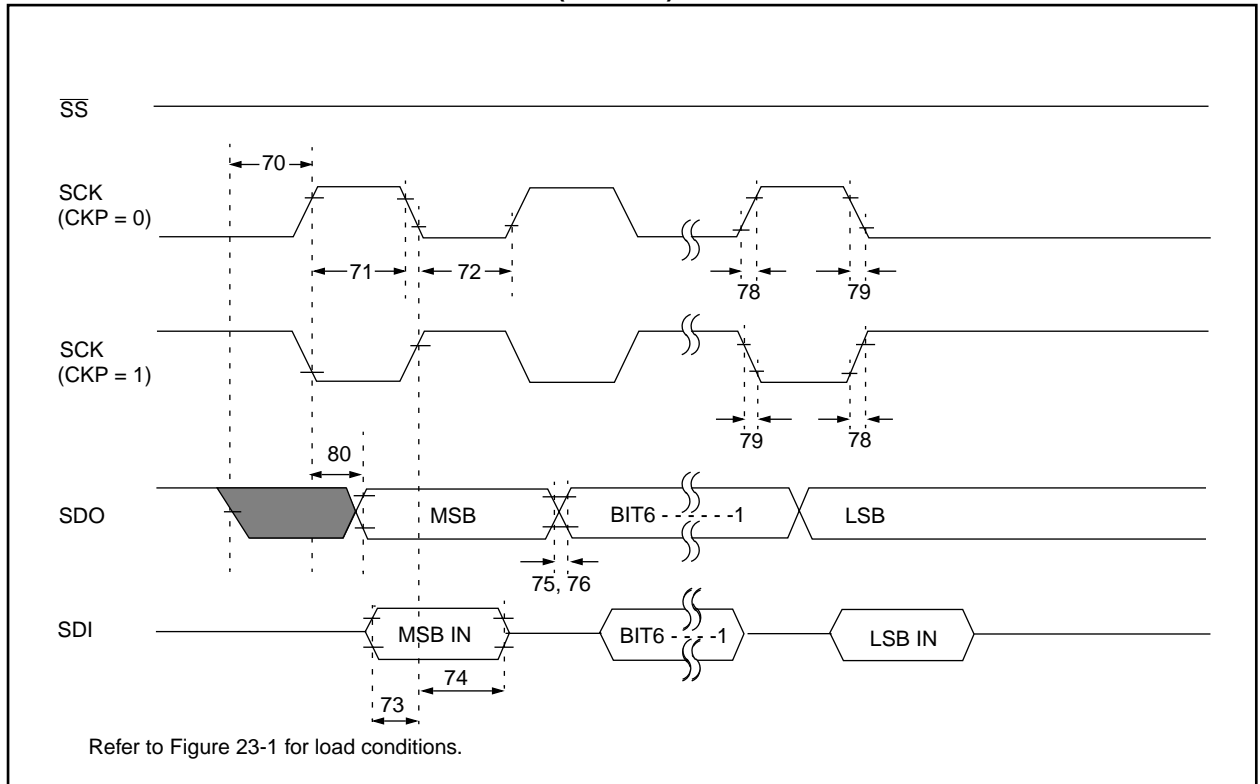 SS
70
SCK
(CKP = 0)
71
72
78
79
SCK
(CKP = 1)
79
78
80
SDO
MSB
BIT6 - - - - - -1
LSB
75, 76
SDI
MSB IN
BIT6 - - - - -1
LSB IN
74
73
Refer to Figure 23-1 for load conditions.